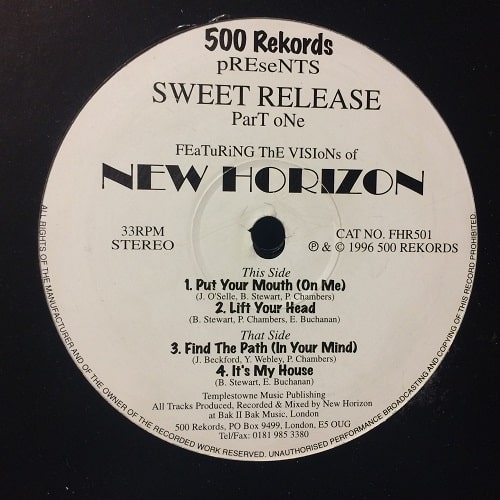 500 Rekords
pREseNTS
SWEET RELEASE
ParT oNe
FEaTuRiNG ThE VISIoNs of
NEW HORIZON
33RPM
STEREO
CAT NO. FHR501
℗ & © 1996 500 REKORDS
This Side
1. Put Your Mouth (On Me)
(J. O'Selle, B. Stewart, P. Chambers)
2. Lift Your Head
(B. Stewart, P. Chambers, E. Buchanan)
That Side
3. Find The Path (In Your Mind)
(J. Beckford, Y. Webley, P. Chambers)
4. It's My House
(B. Stewart, E. Buchanan)
Templestowne Music Publishing
All Tracks Produced, Recorded & Mixed by New Horizon
at Bak II Bak Music, London
500 Rekords, PO Box 9499, London, E5 OUG
Tel/Fax: 0181 985 3380
ALL RIGHTS OF THE MANUFACTURER AND OF THE OWNER OF THE RECORDED WORK RESERVED. UNAUTHORISED PERFORMANCE BROADCASTING AND COPYING OF THIS RECORD PROHIBITED.